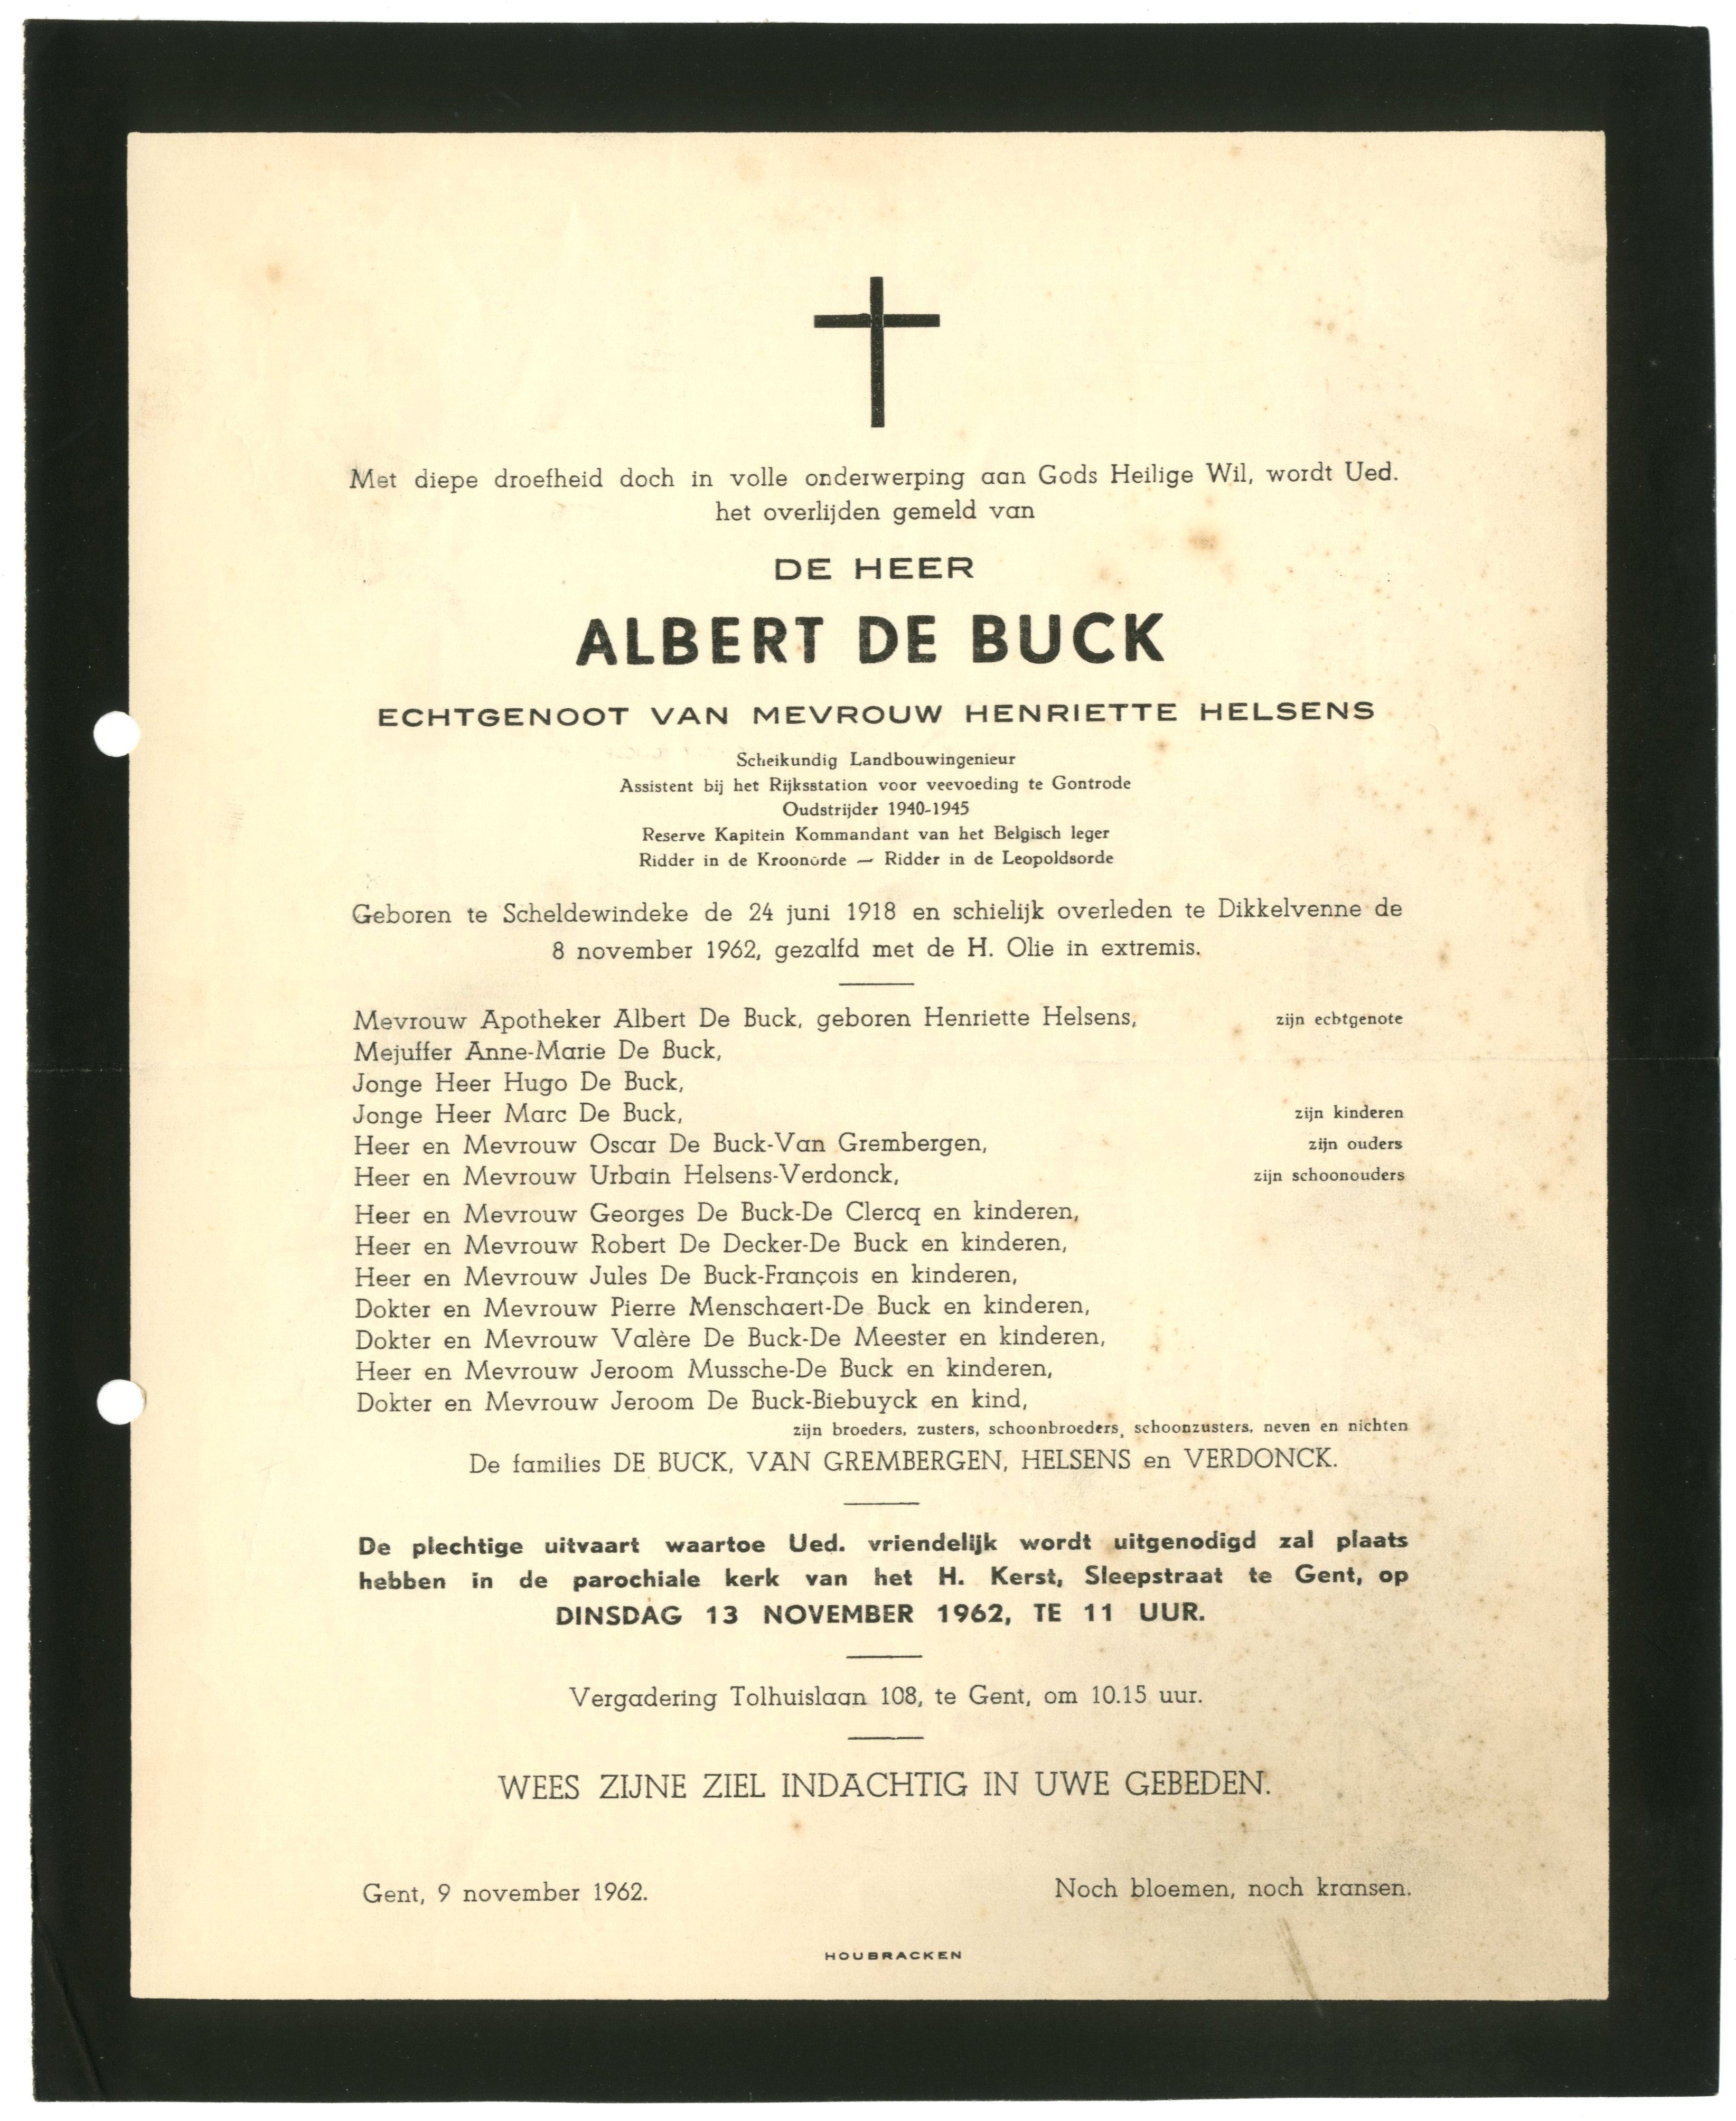 Met diepe droefheid doch in volle onderwerping aan Gods Heilige Wil, wordt Ued.
het overlijden gemeld van
DE HEER
ALBERT DE BUCK
ECHTGENOOT VAN MEVROUW HENRIETTE HELSENS
Scheikundig Landbouwingenieur
Assistent bij het Rijksstation voor veevoeding te Gontrode
Oudstrijder 1940-1945
Reserve Kapitein Kommandant van het Belgisch leger
Ridder in de Kroonorde — Ridder in de Leopoldsorde
Geboren te Scheldewindeke de 24 juni 1918 en schielijk overleden te Dikkelvenne de
8 november 1962, gezalfd met de H. Olie in extremis.
Mevrouw Apotheker Albert De Buck, geboren Henriette Helsens, zijn echtgenote
Mejuffer Anne-Marie De Buck,
Jonge Heer Hugo De Buck,
Jonge Heer Marc De Buck, zijn kinderen
Heer en Mevrouw Oscar De Buck-Van Grembergen, zijn ouders
Heer en Mevrouw Urbain Helsens-Verdonck, zijn schoonouders
Heer en Mevrouw Georges De Buck-De Clercq en kinderen,
Heer en Mevrouw Robert De Decker-De Buck en kinderen,
Heer en Mevrouw Jules De Buck-François en kinderen,
Dokter en Mevrouw Pierre Menschaert-De Buck en kinderen,
Dokter en Mevrouw Valère De Buck-De Meester en kinderen,
Heer en Mevrouw Jeroom Mussche-De Buck en kinderen,
Dokter en Mevrouw Jeroom De Buck-Biebuyck en kind,
zijn broeders, zusters, schoonbroeders, schoonzusters, neven en nichten
De families DE BUCK, VAN GREMBERGEN, HELSENS en VERDONCK.
De plechtige uitvaart waartoe Ued. vriendelijk wordt uitgenodigd zal plaats
hebben in de parochiale kerk van het H. Kerst, Sleepstraat te Gent, op
DINSDAG 13 NOVEMBER 1962, TE 11 UUR.
Vergadering Tolhuislaan 108, te Gent, om 10.15 uur.
WEES ZIJNE ZIEL INDACHTIG IN UWE GEBEDEN.
Gent, 9 november 1962. Noch bloemen, noch kransen.
HOUBRACKEN